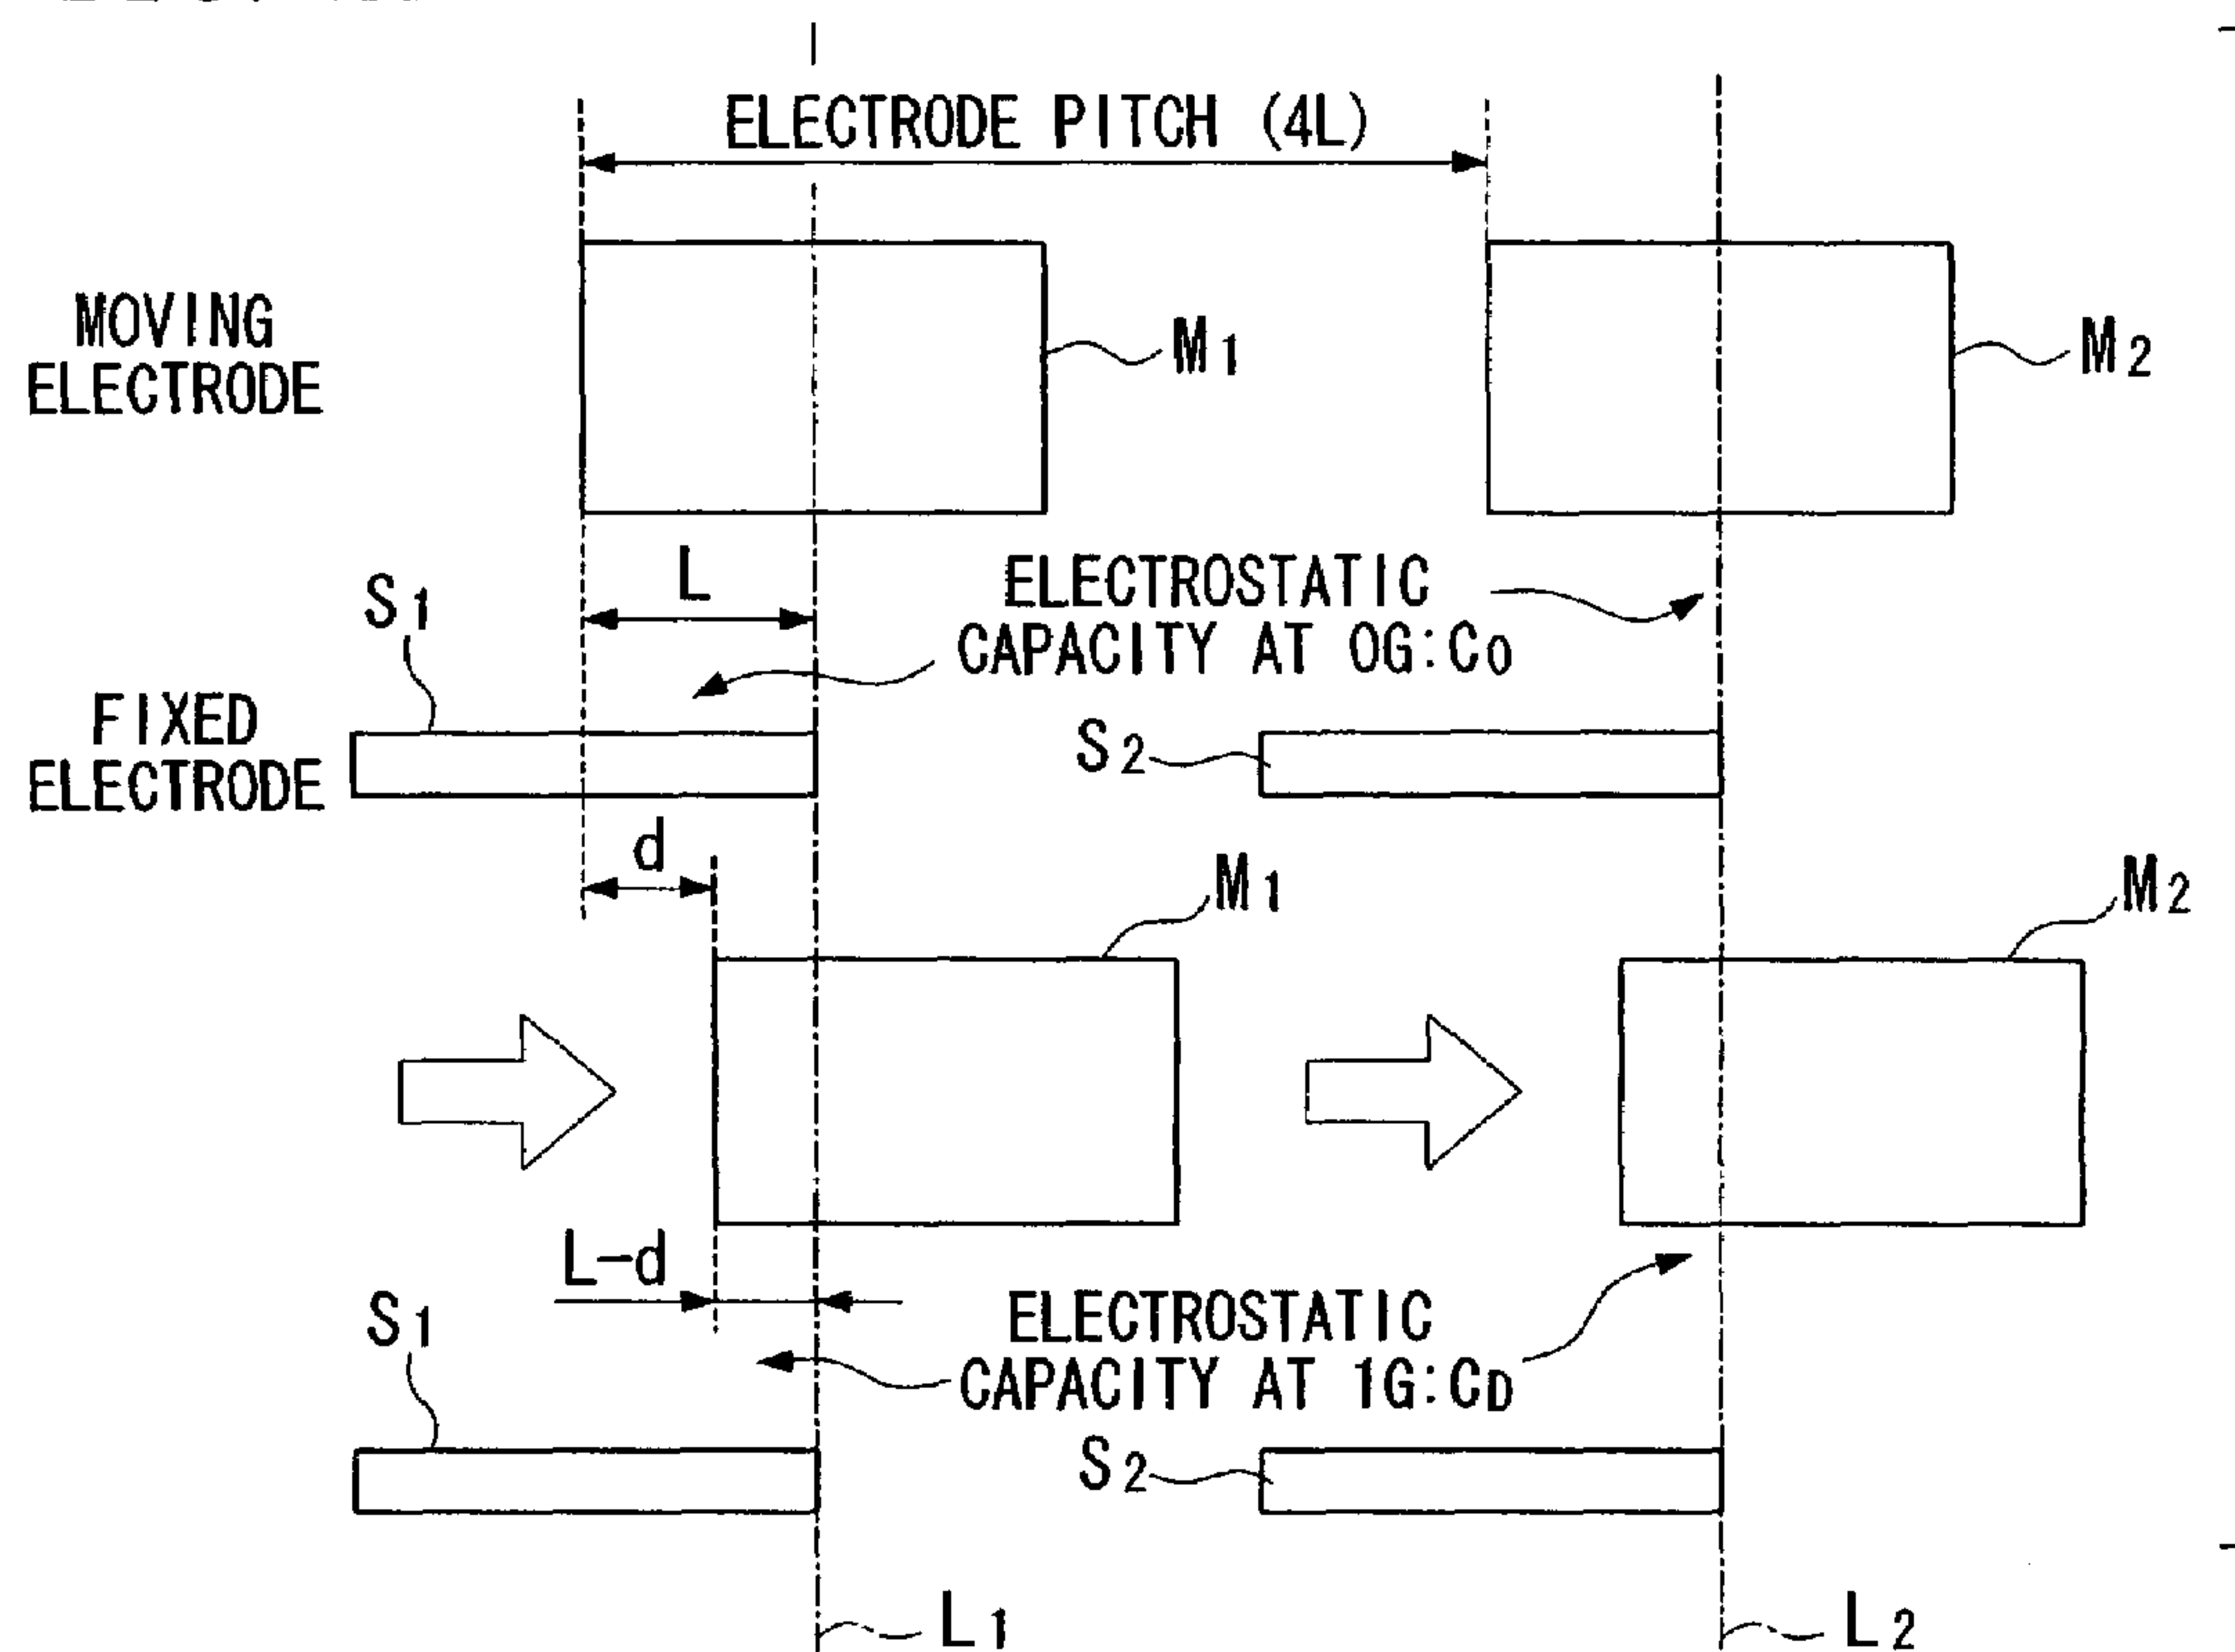 ELECTRODE PITCH (4L)
MOVING
ELECTRODE
M1
M2
L
ELECTROSTATIC
CAPACITY AT 0G:C0
S1
FIXED
ELECTRODE
S2
d
M1
M2
L-d
ELECTROSTATIC
CAPACITY AT 1G:CD
S1
S2
L1
L2